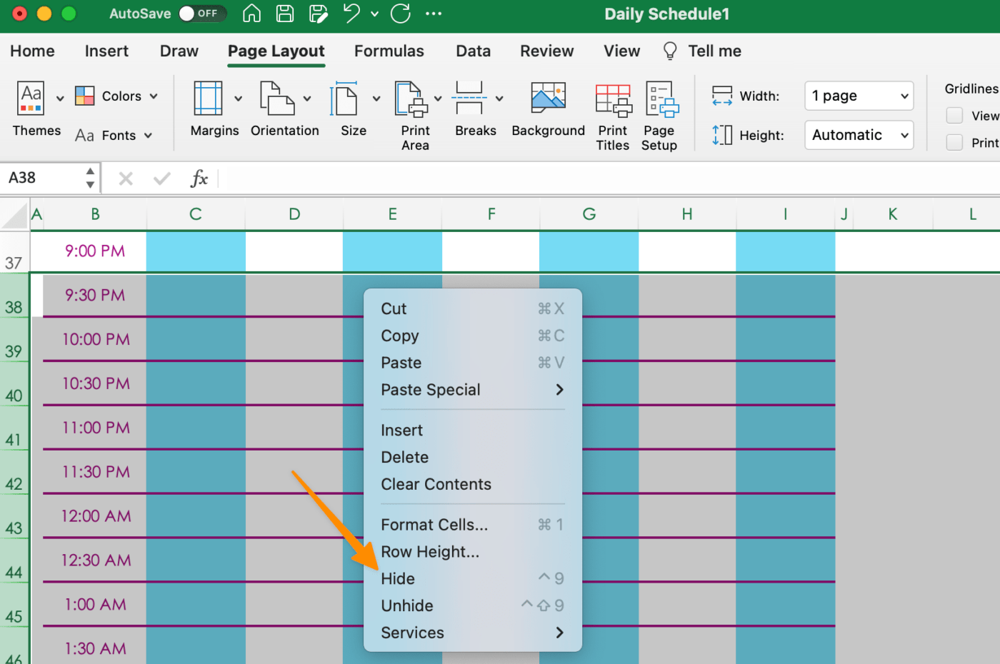 AutoSave OFF Daily Schedule1
Home Insert Draw Page Layout Formulas Data Review View Tell me
Aa Colors Width: 1 page Gridlines
View
Themes Aa Fonts Margins Orientation Size Print Area Breaks Background Print Titles Page Setup Height: Automatic
Print
A38 fx
A B C D E F G H I J K L
37 9:00 PM
38 9:30 PM
39 10:00 PM
40 10:30 PM
41 11:00 PM
42 11:30 PM
43 12:00 AM
44 12:30 AM
45 1:00 AM
46 1:30 AM
Cut ⌘X
Copy ⌘C
Paste ⌘V
Paste Special
Insert
Delete
Clear Contents
Format Cells... ⌘1
Row Height...
Hide ^9
Unhide ^⇧9
Services